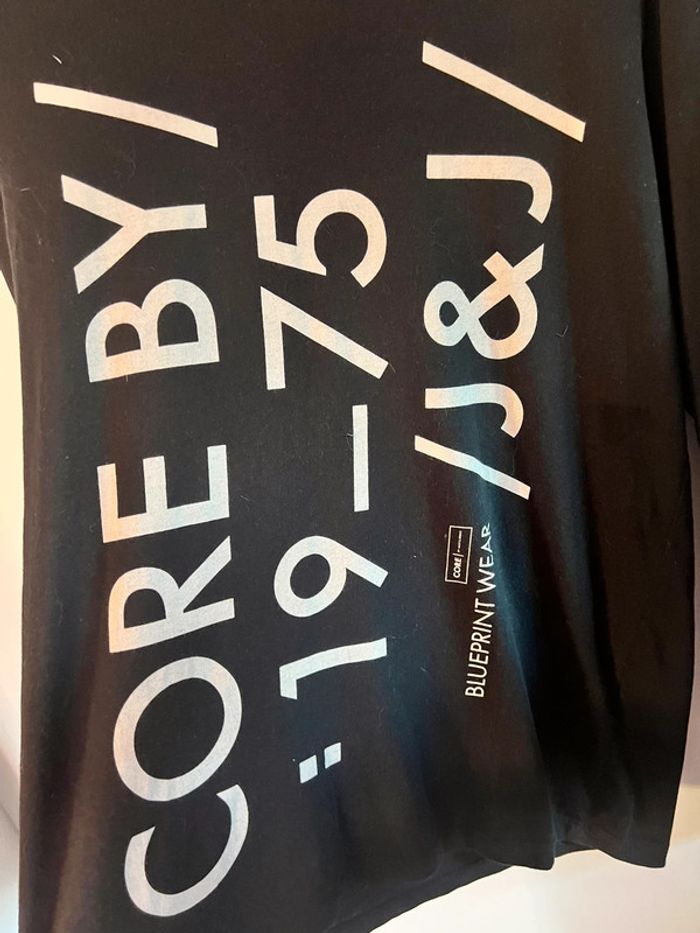 CORE BY/
:19—75
/J&J/
CORE/
BLUEPRINT WEAR